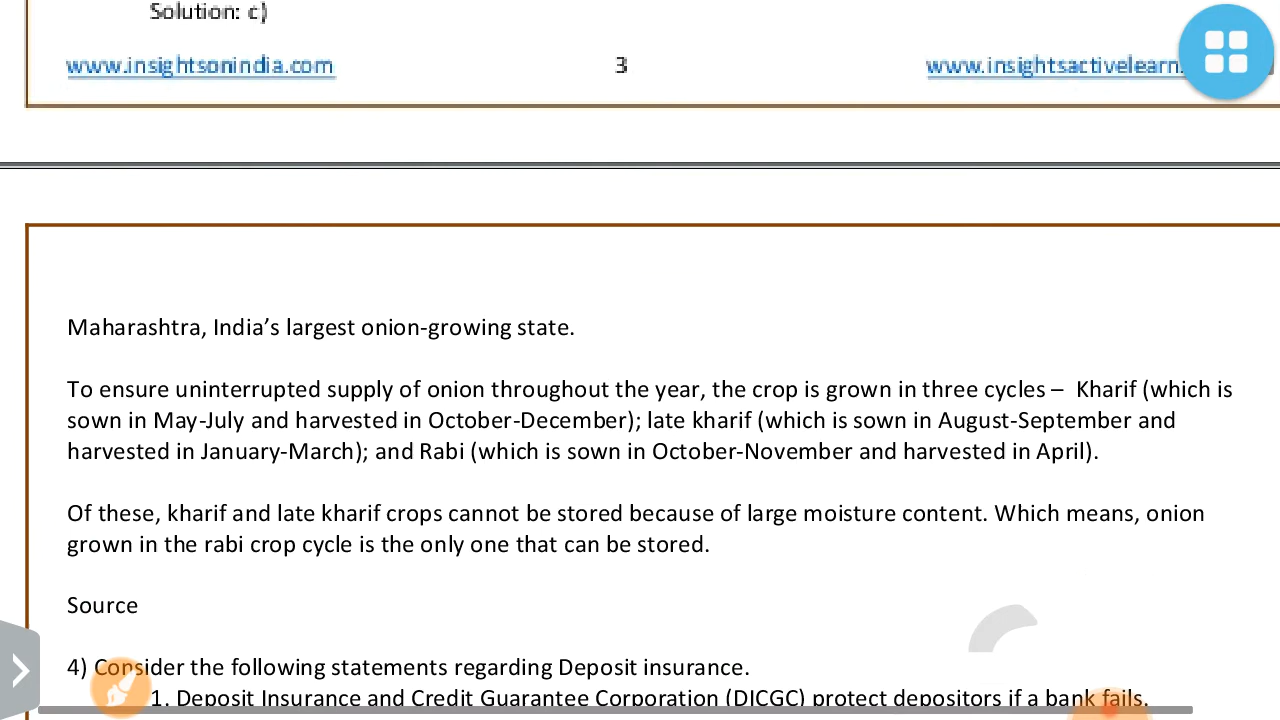 Solution: c)
www.insightsonindia.com 3 www.insightsactivelearn.
Maharashtra, India’s largest onion-growing state.
To ensure uninterrupted supply of onion throughout the year, the crop is grown in three cycles – Kharif (which is
sown in May-July and harvested in October-December); late kharif (which is sown in August-September and
harvested in January-March); and Rabi (which is sown in October-November and harvested in April).
Of these, kharif and late kharif crops cannot be stored because of large moisture content. Which means, onion
grown in the rabi crop cycle is the only one that can be stored.
Source
4) Consider the following statements regarding Deposit insurance.
1. Deposit Insurance and Credit Guarantee Corporation (DICGC) protect depositors if a bank fails.